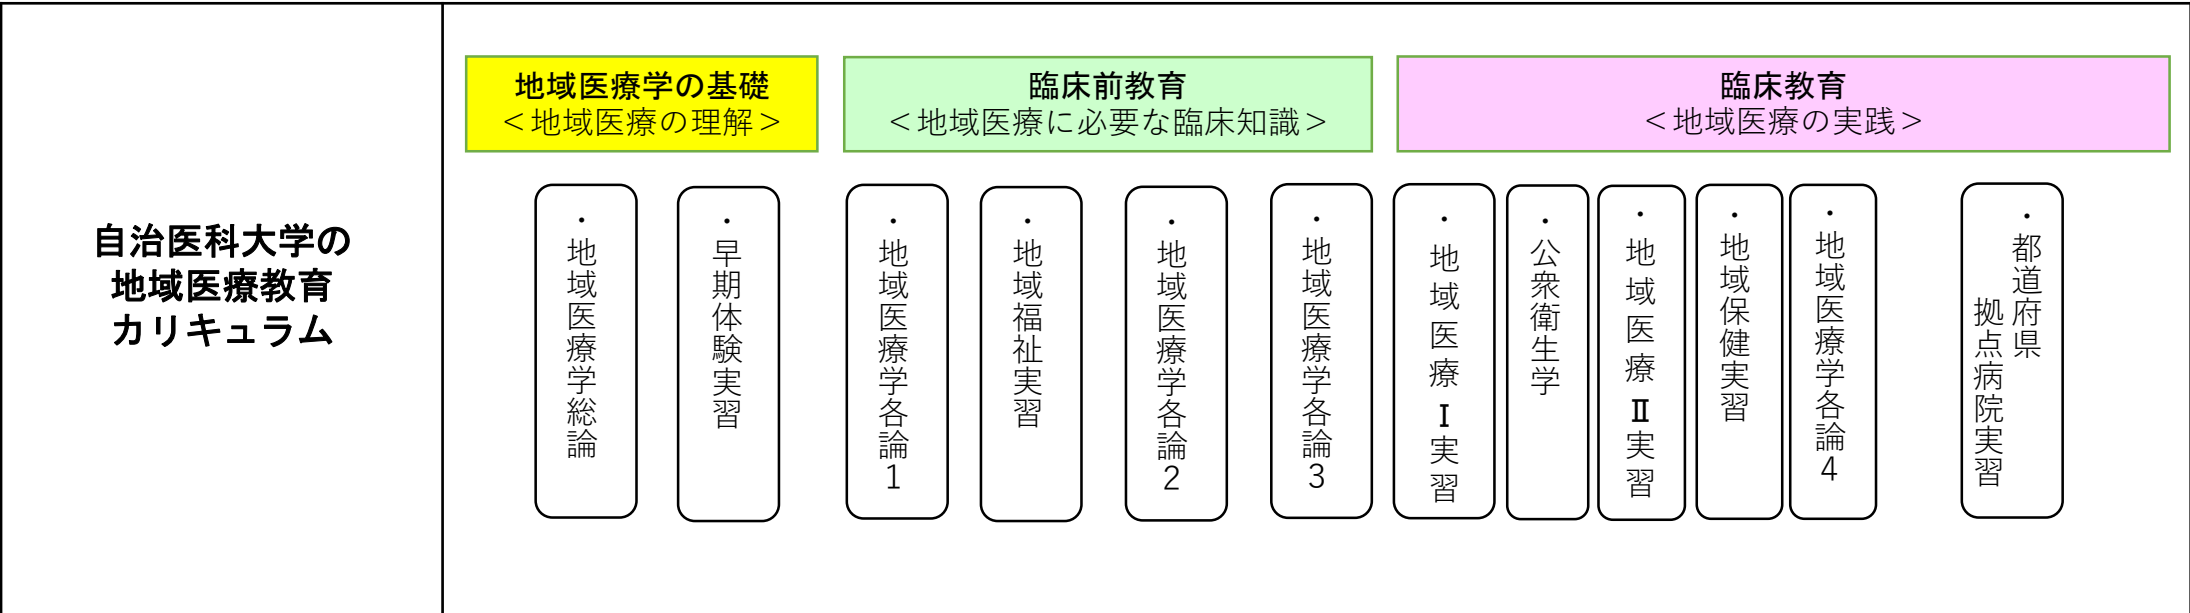 自治医科大学の
地域医療教育
カリキュラム
地域医療学の基礎
＜地域医療の理解＞
臨床前教育
＜地域医療に必要な臨床知識＞
臨床教育
＜地域医療の実践＞
・地域医療学総論
・早期体験実習
・地域医療学各論1
・地域福祉実習
・地域医療学各論2
・地域医療学各論3
・地域医療Ⅰ実習
・公衆衛生学
・地域医療Ⅱ実習
・地域保健実習
・地域医療学各論4
・都道府県
拠点病院実習